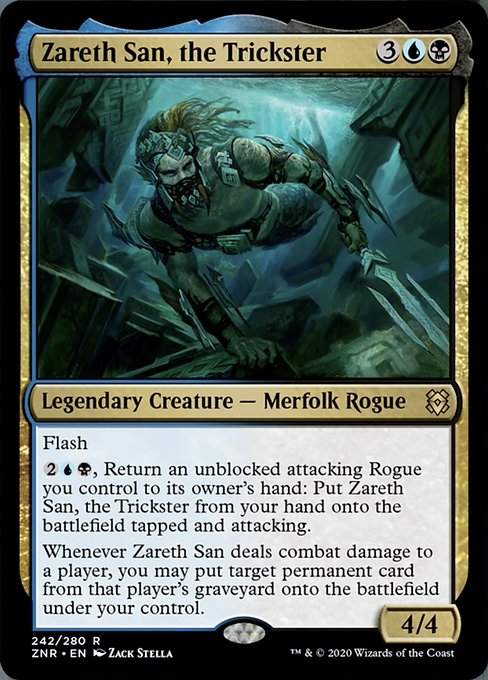 Zareth San, the Trickster 3
Legendary Creature — Merfolk Rogue
Flash
2, Return an unblocked attacking Rogue
you control to its owner's hand: Put Zareth
San, the Trickster from your hand onto the
battlefield tapped and attacking.
Whenever Zareth San deals combat damage to
a player, you may put target permanent card
from that player's graveyard onto the battlefield
under your control.
4/4
242/280 R
ZNR • EN Zack Stella ™ & © 2020 Wizards of the Coast